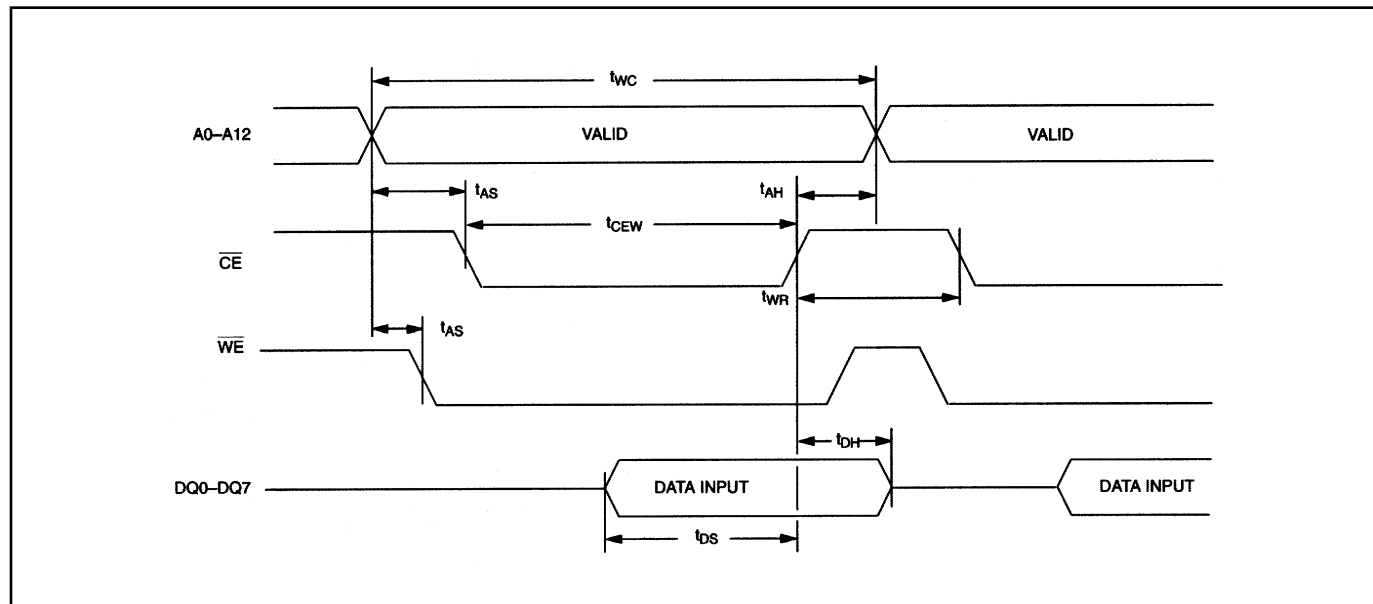 tWC
A0–A12
VALID
VALID
tAS
tAH
tCEW
CE
tWR
tAS
WE
tDH
DQ0–DQ7
DATA INPUT
DATA INPUT
tDS